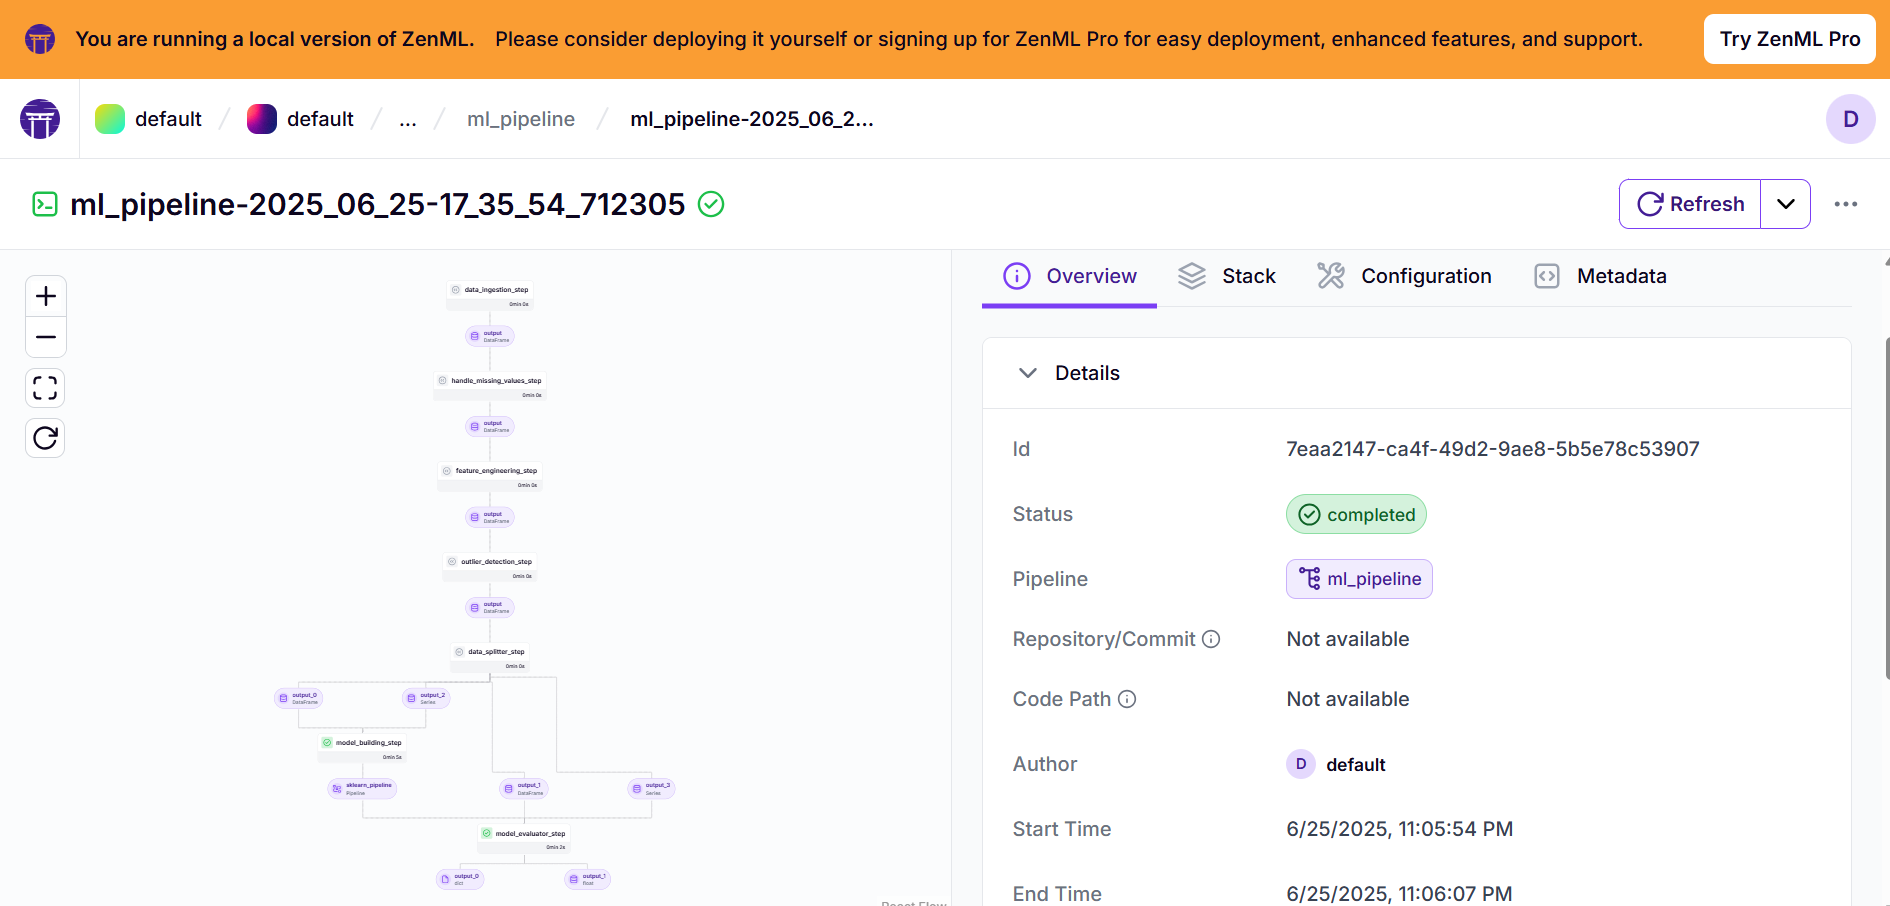 You are running a local version of ZenML. Please consider deploying it yourself or signing up for ZenML Pro for easy deployment, enhanced features, and support.
Try ZenML Pro
default / default / ... / ml_pipeline / ml_pipeline-2025_06_2...
D
ml_pipeline-2025_06_25-17_35_54_712305
Refresh
data_ingestion_step
0min 0s
output
DataFrame
handle_missing_values_step
0min 0s
output
DataFrame
feature_engineering_step
0min 0s
output
DataFrame
outlier_detection_step
0min 0s
output
DataFrame
data_splitter_step
0min 0s
output_0
DataFrame
output_2
Series
model_building_step
0min 5s
sklearn_pipeline
Pipeline
output_1
DataFrame
output_3
Series
model_evaluator_step
0min 2s
output_0
dict
output_1
float
React Flow
Overview
Stack
Configuration
Metadata
Details
Id 7eaa2147-ca4f-49d2-9ae8-5b5e78c53907
Status completed
Pipeline ml_pipeline
Repository/Commit Not available
Code Path Not available
Author D default
Start Time 6/25/2025, 11:05:54 PM
End Time 6/25/2025, 11:06:07 PM